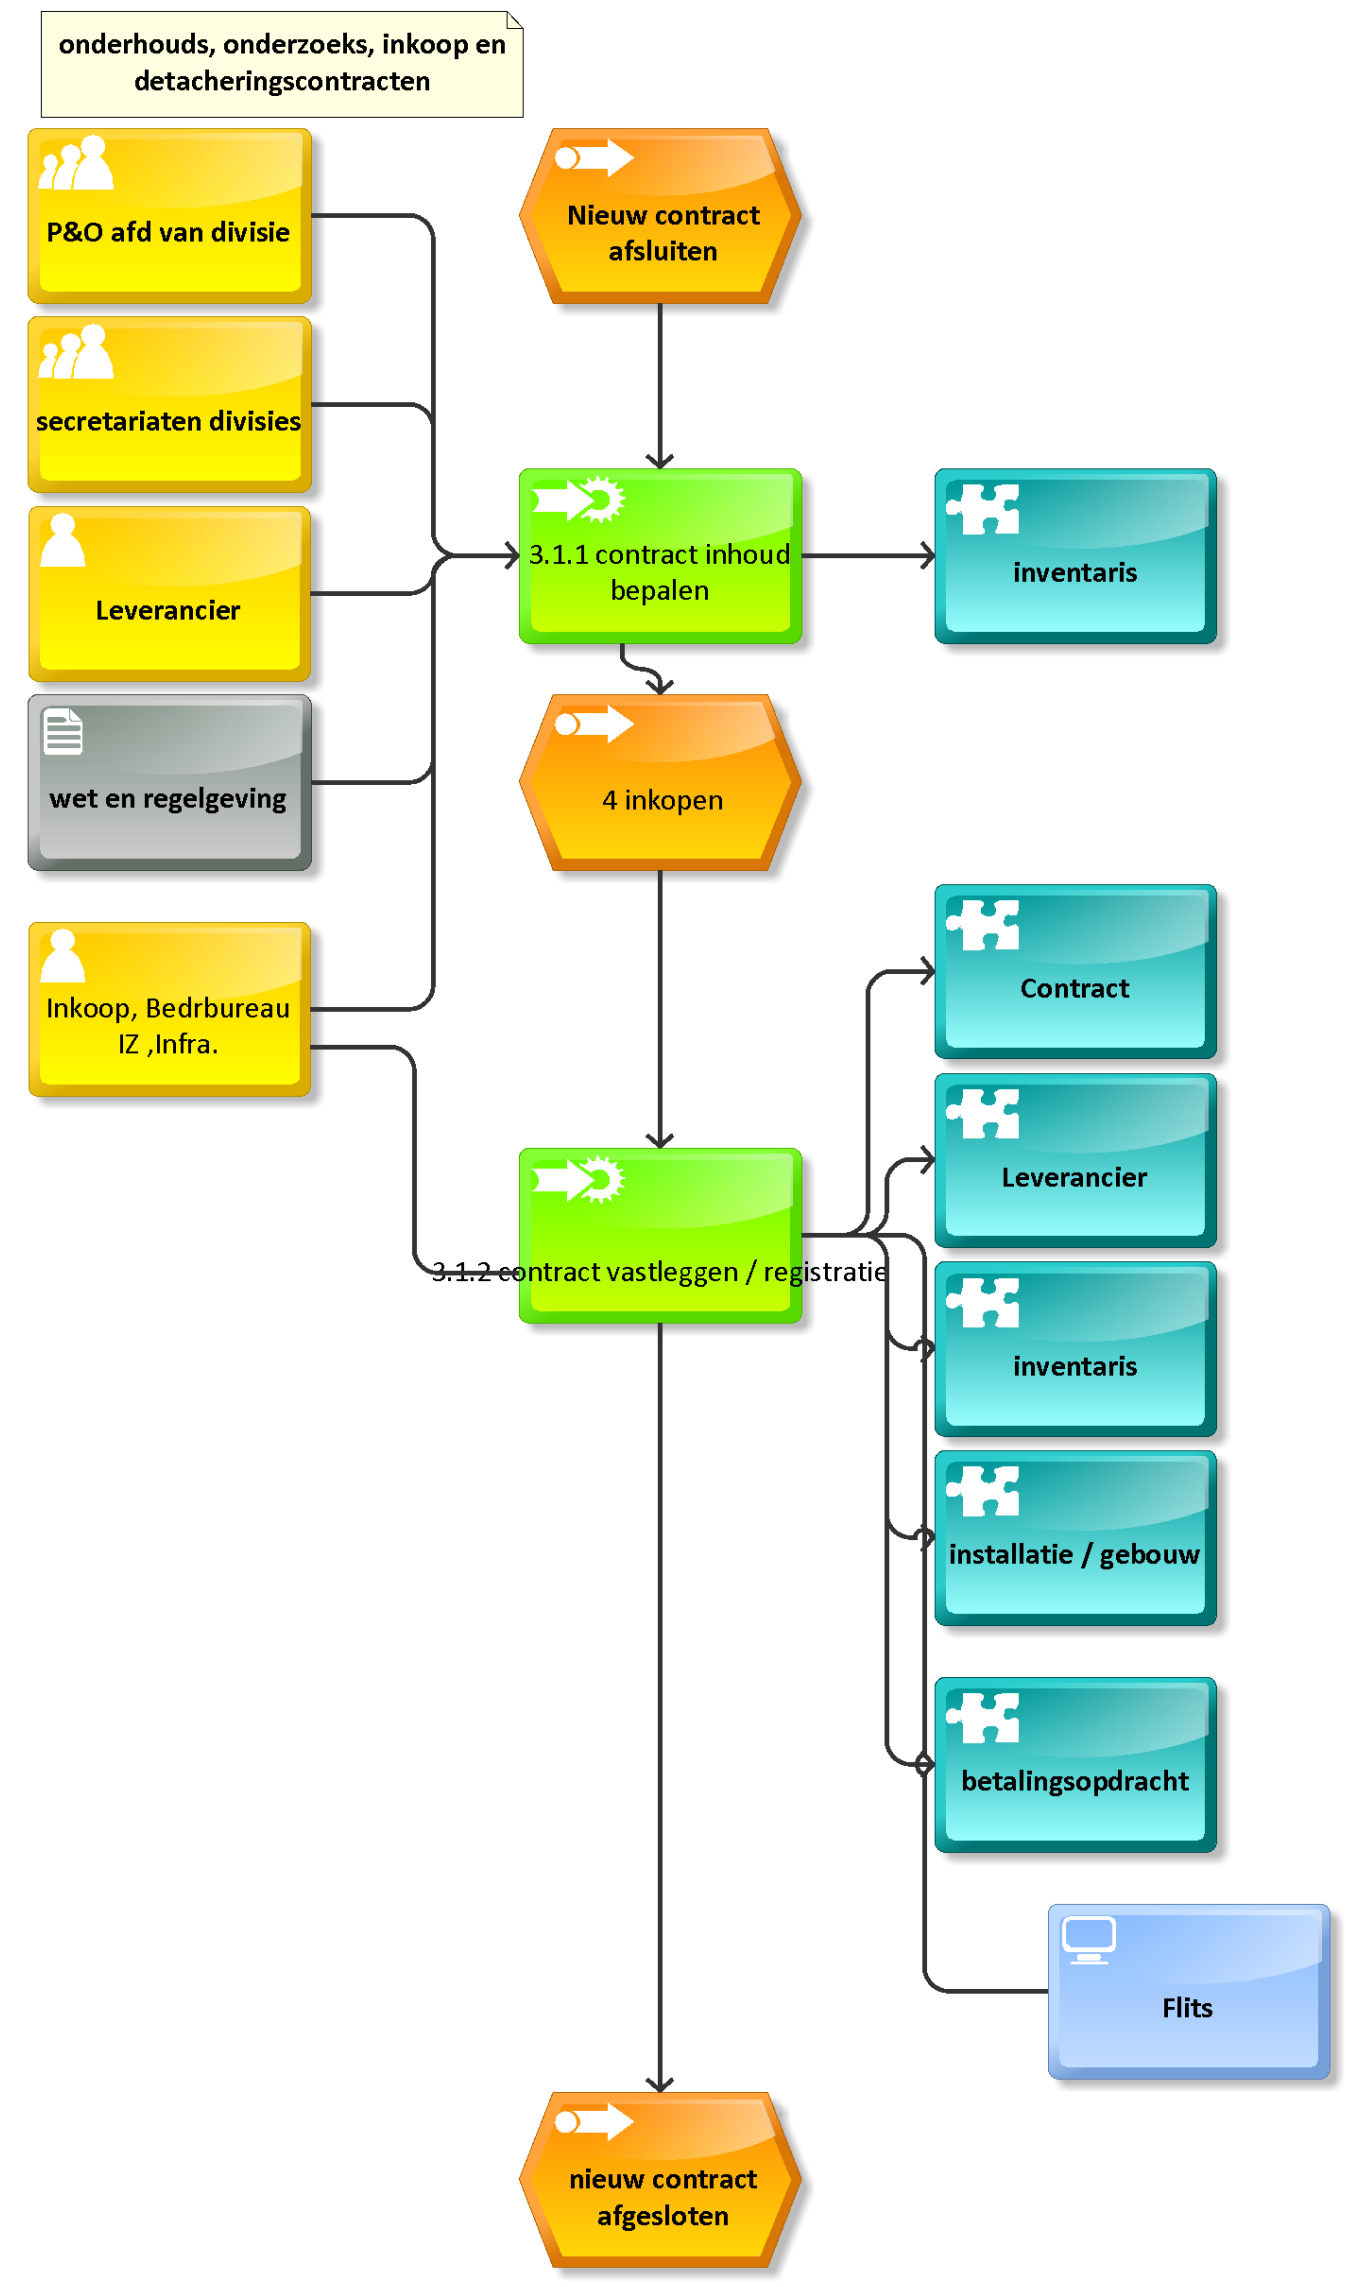 onderhouds, onderzoeks, inkoop en
detacheringscontracten
P&O afd van divisie
Nieuw contract
afsluiten
secretariaten divisies
Leverancier
3.1.1 contract inhoud
bepalen
inventaris
wet en regelgeving
4 inkopen
Inkoop, Bedrbureau
IZ ,Infra.
Contract
Leverancier
3.1.2 contract vastleggen / registratie
inventaris
installatie / gebouw
betalingsopdracht
Flits
nieuw contract
afgesloten